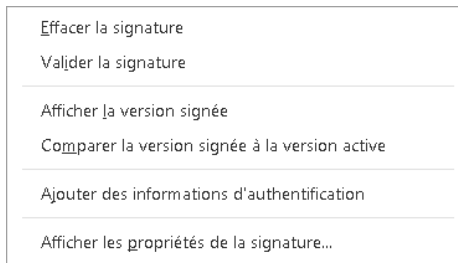 Effacer la signature
Valider la signature
Afficher la version signée
Comparer la version signée à la version active
Ajouter des informations d'authentification
Afficher les propriétés de la signature...